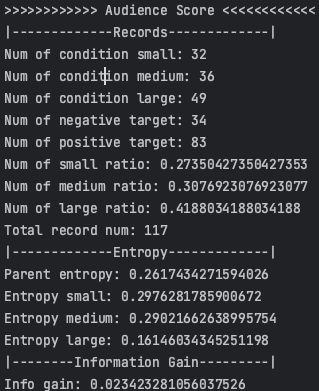 >>>>>>>>>>>> Audience Score <<<<<<<<<<<<
|-------------Records-------------|
Num of condition small: 32
Num of condition medium: 36
Num of condition large: 49
Num of negative target: 34
Num of positive target: 83
Num of small ratio: 0.27350427350427353
Num of medium ratio: 0.3076923076923077
Num of large ratio: 0.4188034188034188
Total record num: 117
|-------------Entropy-------------|
Parent entropy: 0.2617434271594026
Entropy small: 0.2976281785900672
Entropy medium: 0.29021662638995754
Entropy large: 0.16146034345251198
|--------Information Gain---------|
Info gain: 0.023423281056037526